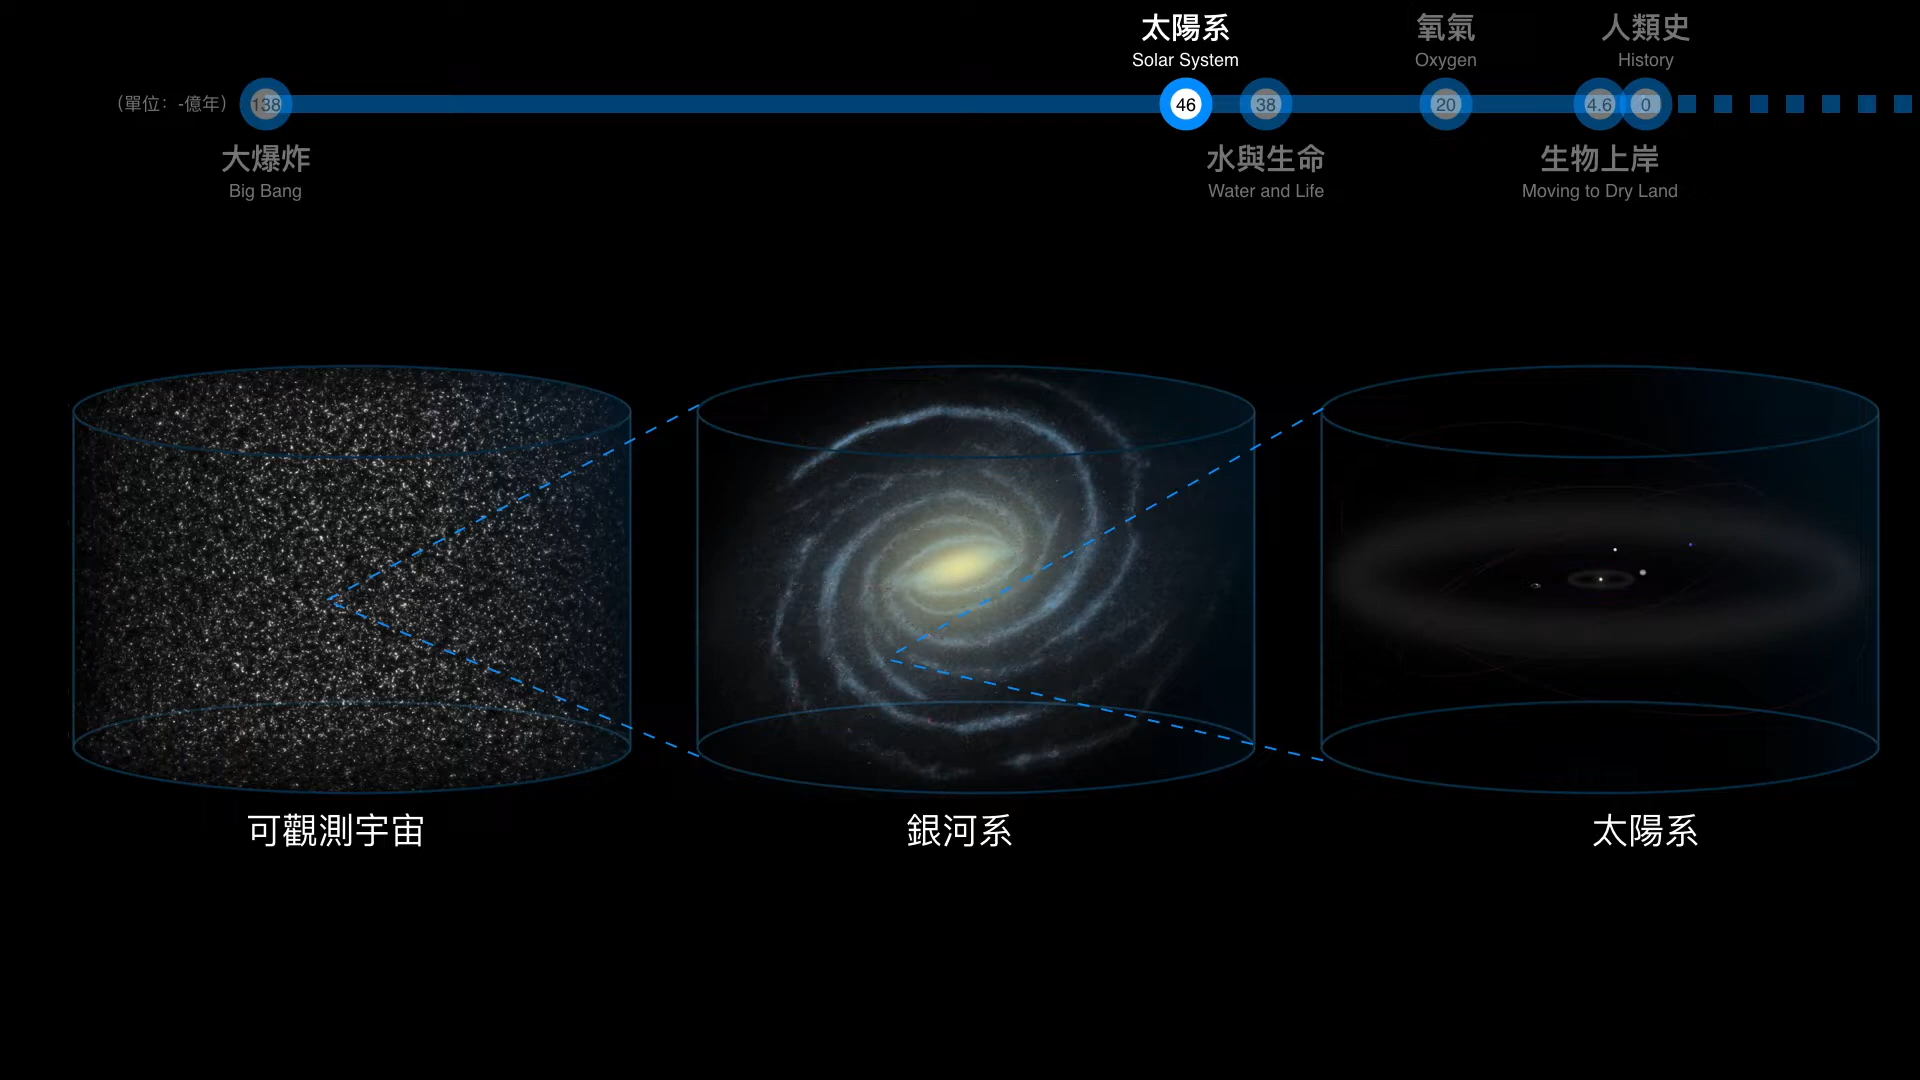 太陽系
Solar System
氧氣
Oxygen
人類史
History
(單位：-億年)
138
46
38
20
4.6
0
大爆炸
Big Bang
水與生命
Water and Life
生物上岸
Moving to Dry Land
可觀測宇宙
銀河系
太陽系